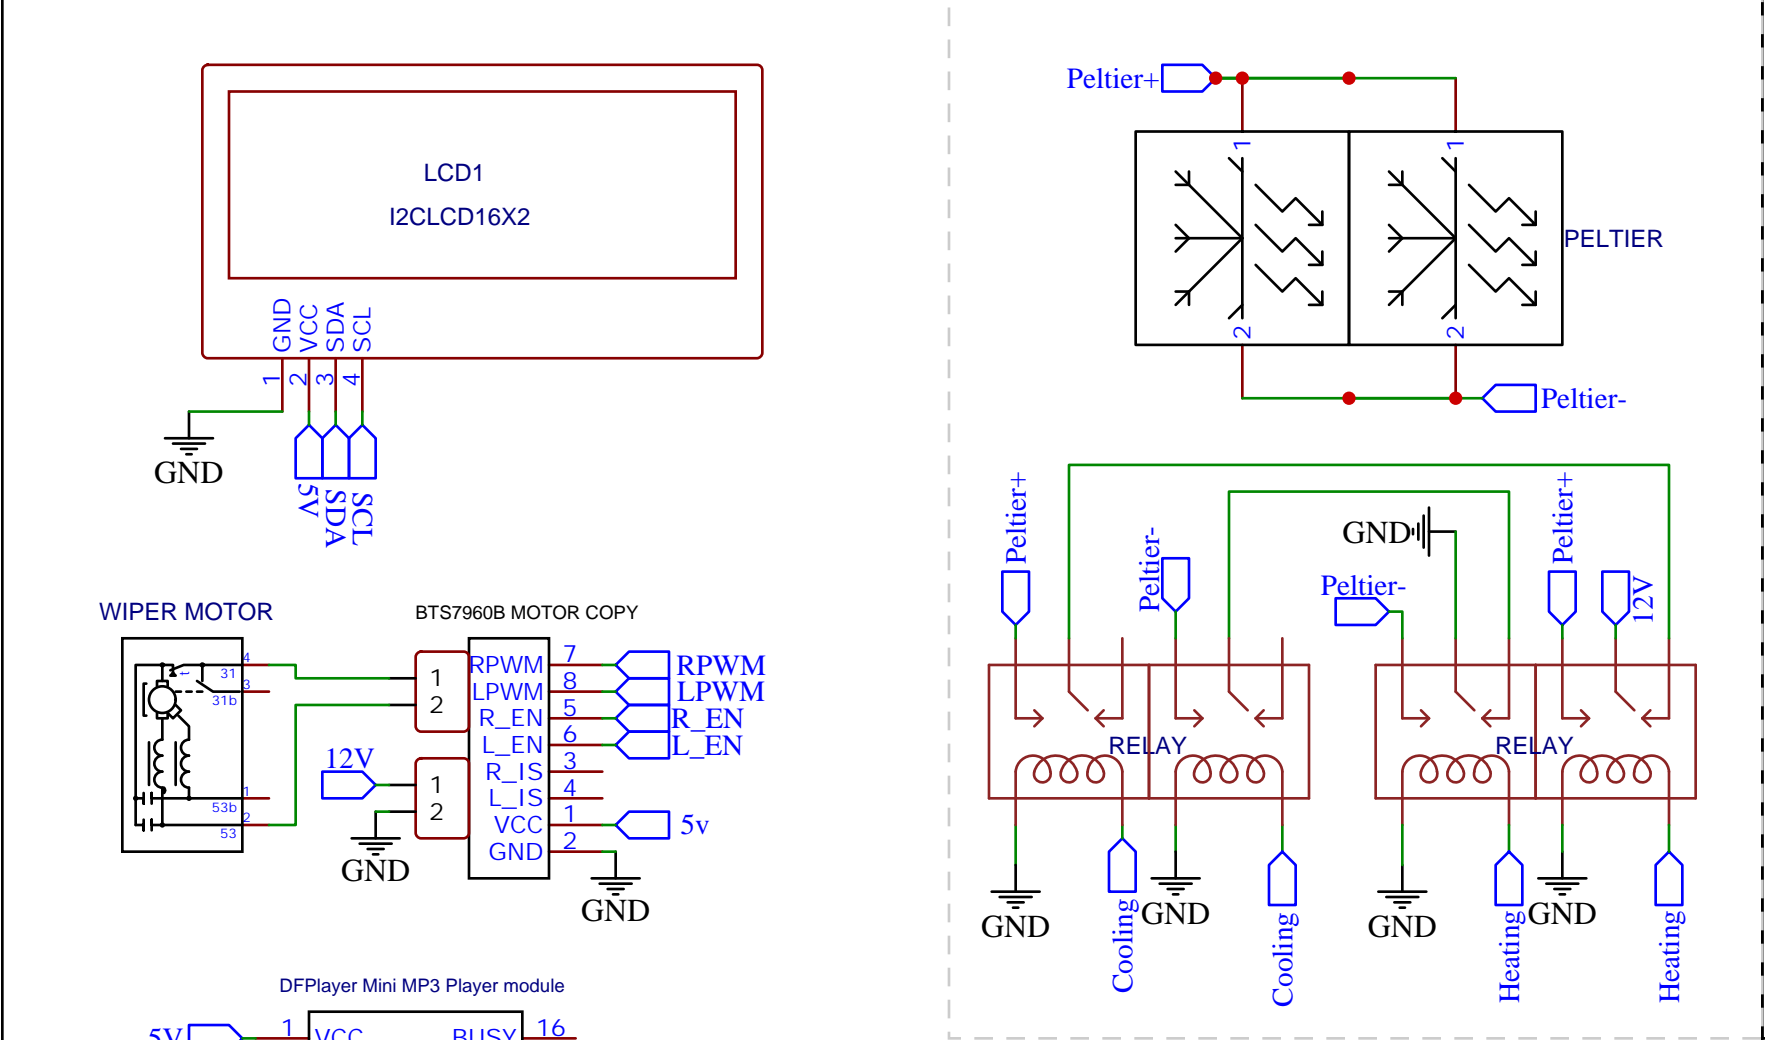 LCD1
I2CLCD16X2
GND
VCC
SDA
SCL
1
2
3
4
GND
5V
SDA
SCL
WIPER MOTOR
4
31
3
31b
t
1
53b
2
53
BTS7960B MOTOR COPY
1
2
12V
1
2
GND
RPWM 7 RPWM
LPWM 8 LPWM
R_EN 5 R_EN
L_EN 6 L_EN
R_IS 3
L_IS 4
VCC 1 5v
GND 2
GND
DFPlayer Mini MP3 Player module
5V 1 VCC BUSY 16
Peltier+
1 1
PELTIER
2 2
Peltier-
Peltier+
Peltier-
GND
Peltier-
Peltier+
12V
RELAY
RELAY
GND
Cooling
GND
Cooling
GND
Heating
GND
Heating